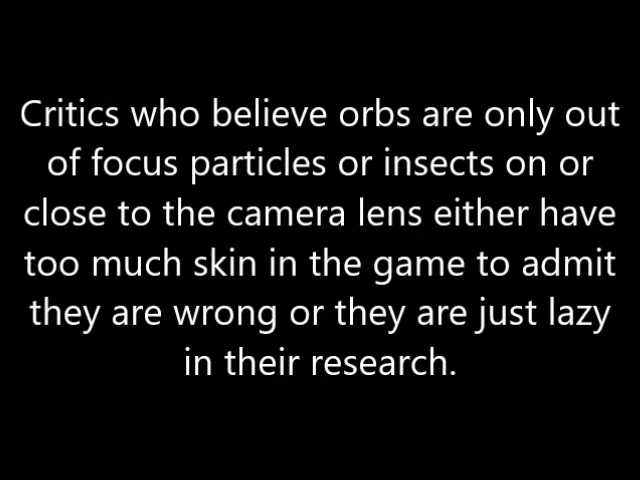 Critics who believe orbs are only out
of focus particles or insects on or
close to the camera lens either have
too much skin in the game to admit
they are wrong or they are just lazy
in their research.